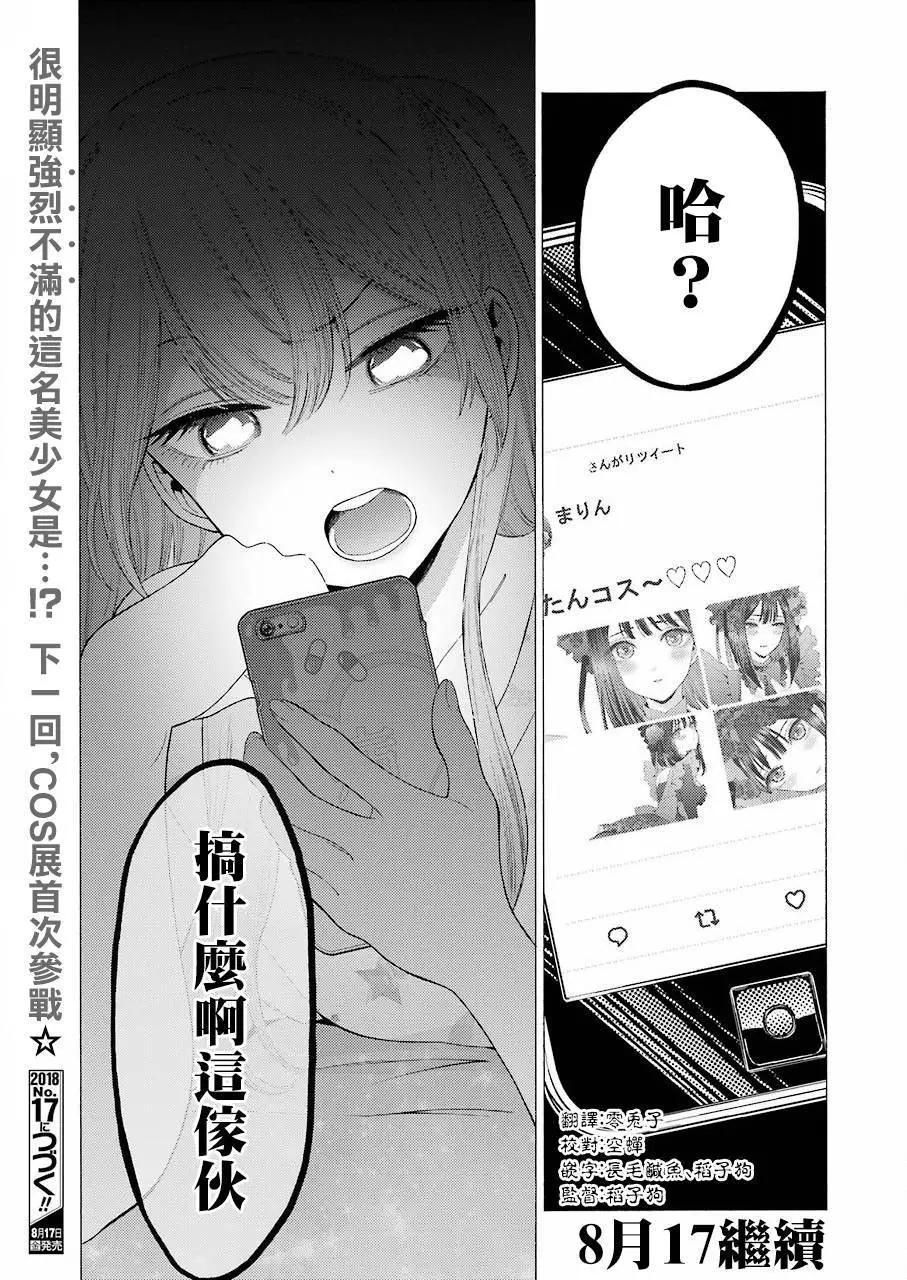 哈？
さんがリツイート
まりん
たんコス～♡♡♡
搞什麼啊這傢伙
翻譯:零兎子
校對:空蟬
嵌字:長毛鹹魚、稻子狗
監督:稻子狗
8月17繼續
很明顯強烈不滿的這名美少女是…!? 下一回，COS展首次參戰☆
2018
No.
17
に
つづく!!
8月17日
発売